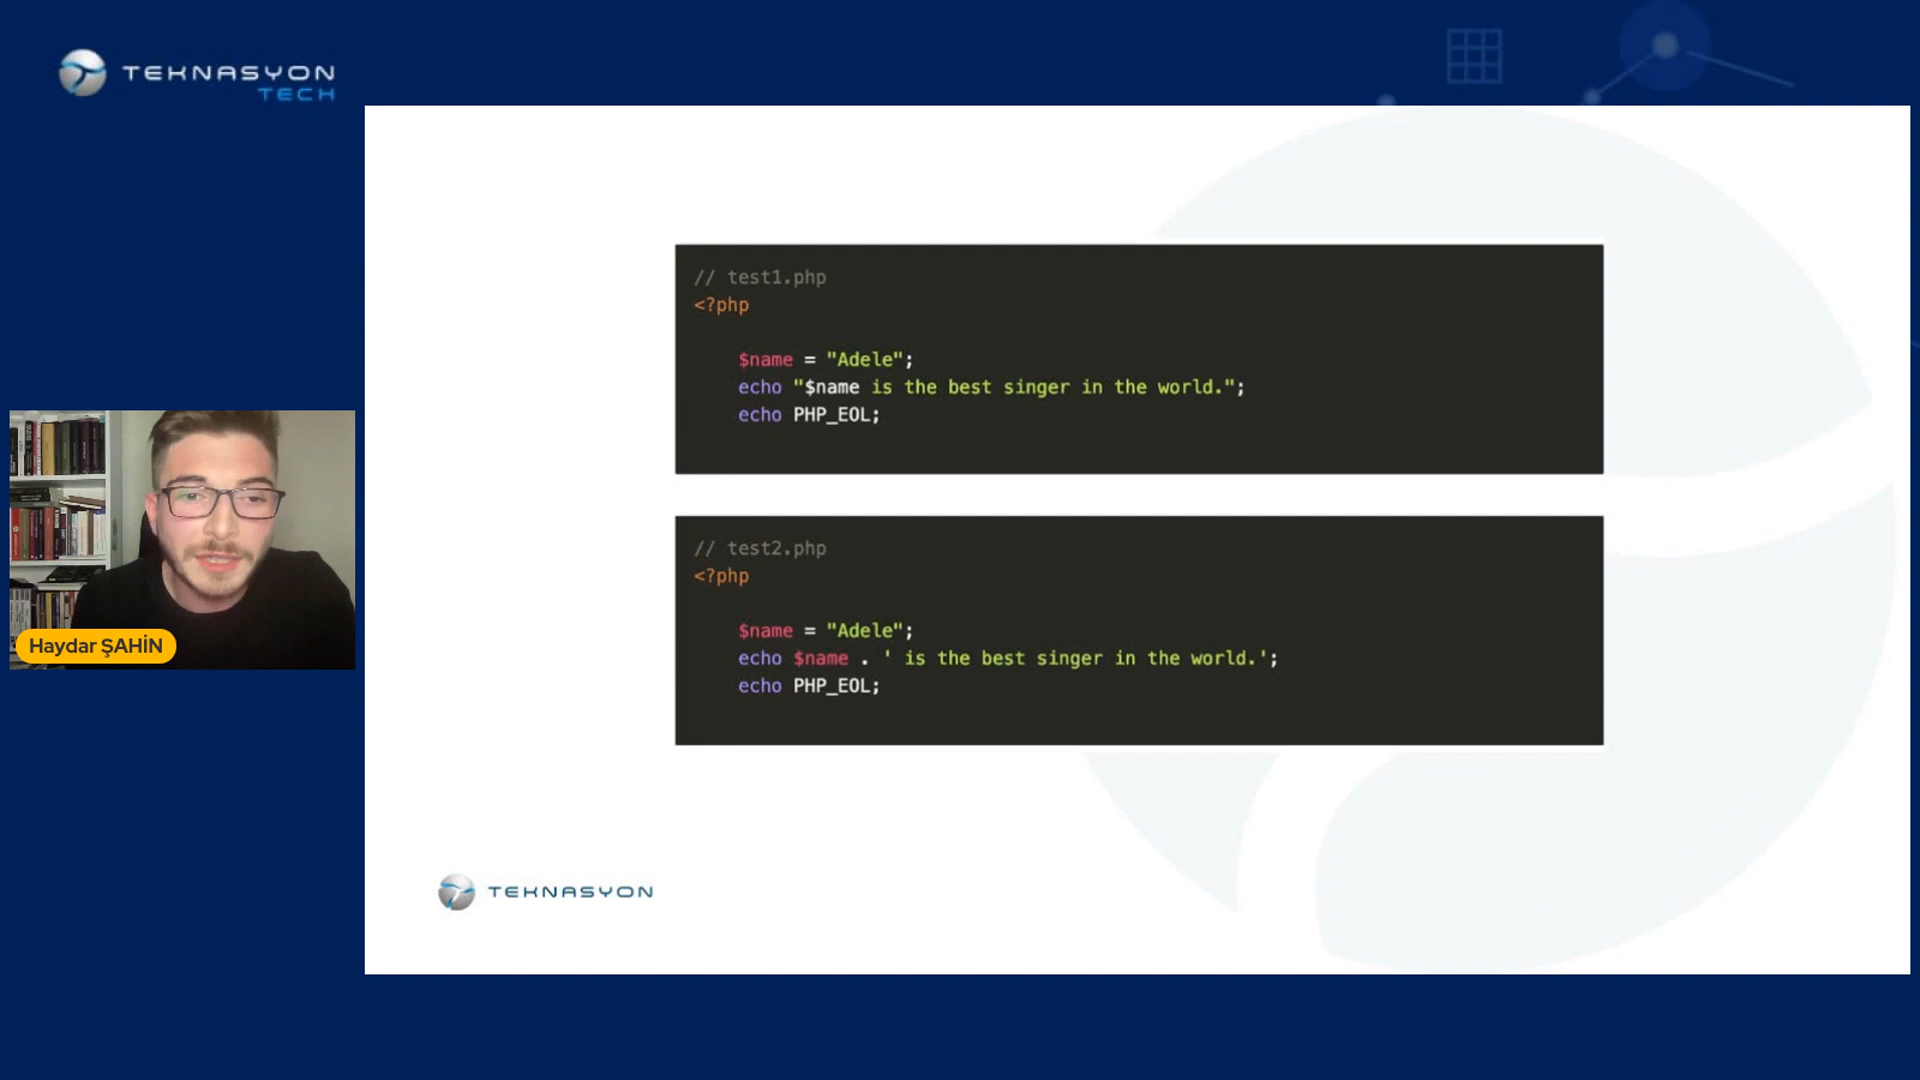 TEKNASYON
TECH
// test1.php
<?php
$name = "Adele";
echo "$name is the best singer in the world.";
echo PHP_EOL;
// test2.php
<?php
$name = "Adele";
echo $name . ' is the best singer in the world.';
echo PHP_EOL;
Haydar ŞAHİN
TEKNASYON